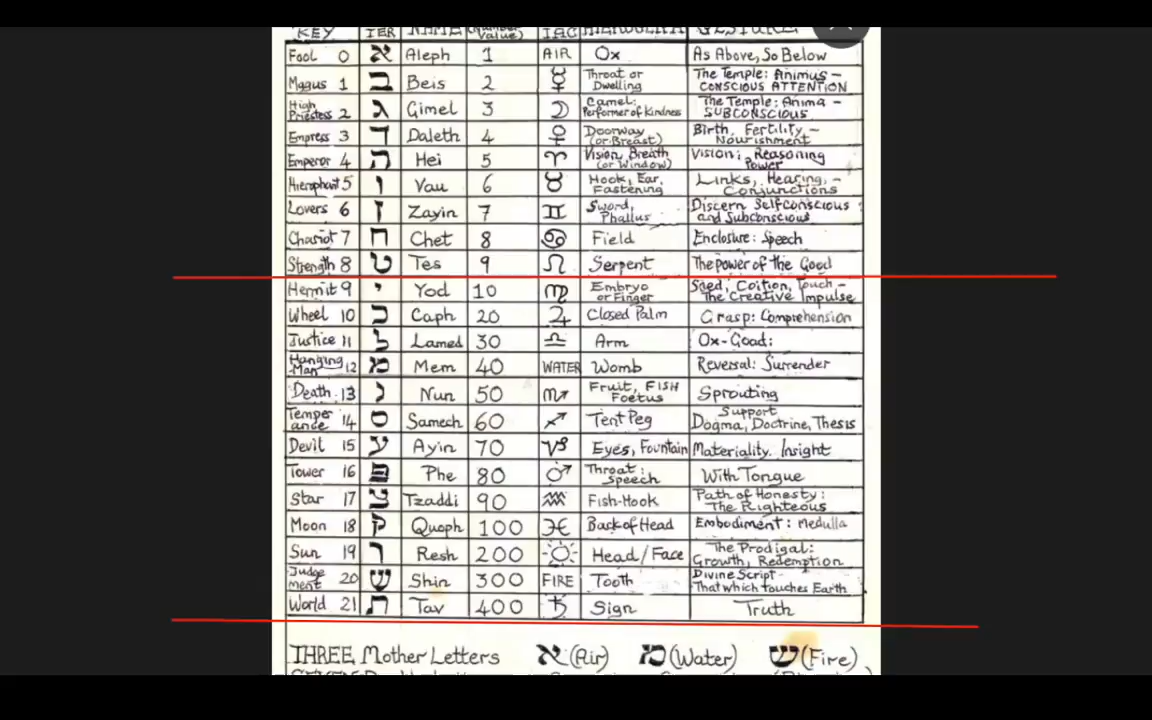 KEY
Fool 0 א Aleph 1 AIR Ox As Above, So Below
Magus 1 ב Beis 2 ☿ Throat or Dwelling The Temple: Animus – CONSCIOUS ATTENTION
High Priestess 2 ג Gimel 3 ☽ Camel: Performer of Kindness The Temple: Anima – SUBCONSCIOUS
Empress 3 ד Daleth 4 ♀ Doorway (or Breast) Birth, Fertility – Nourishment
Emperor 4 ה Hei 5 ♈ Vision, Breath (or Window) Vision: Reasoning Power
Hierophant 5 ו Vau 6 ♉ Hook, Ear, Fastening Links, Hearing, – Conjunctions
Lovers 6 ז Zayin 7 ♊ Sword, Phallus Discern Selfconscious and Subconscious
Chariot 7 ח Chet 8 ♋ Field Enclosure: Speech
Strength 8 ט Tes 9 ♌ Serpent The power of the Good
Hermit 9 י Yod 10 ♍ Embryo or Finger Seed, Coition, Touch – The Creative Impulse
Wheel 10 כ Caph 20 ♃ Closed Palm Grasp: Comprehension
Justice 11 ל Lamed 30 ♎ Arm Ox-Goad:
Hanging Man 12 מ Mem 40 WATER Womb Reversal: Surrender
Death 13 נ Nun 50 ♏ Fruit, FISH Foetus Sprouting
Temperance 14 ס Samech 60 ♐ Tent Peg Support Dogma, Doctrine, Thesis
Devil 15 ע Ayin 70 ♑ Eyes, Fountain Materiality. Insight
Tower 16 פ Phe 80 ♂ Throat: Speech With Tongue
Star 17 צ Tzaddi 90 ♒ Fish-Hook Path of Honesty: The Righteous
Moon 18 ק Quoph 100 ♓ Back of Head Embodiment: Medulla
Sun 19 ר Resh 200 ☼ Head/Face The Prodigal: Growth, Redemption
Judgement 20 ש Shin 300 FIRE Tooth Divine Script – That which touches Earth
World 21 ת Tav 400 ♄ Sign Truth
THREE Mother Letters א (Air) מ (Water) ש (Fire)